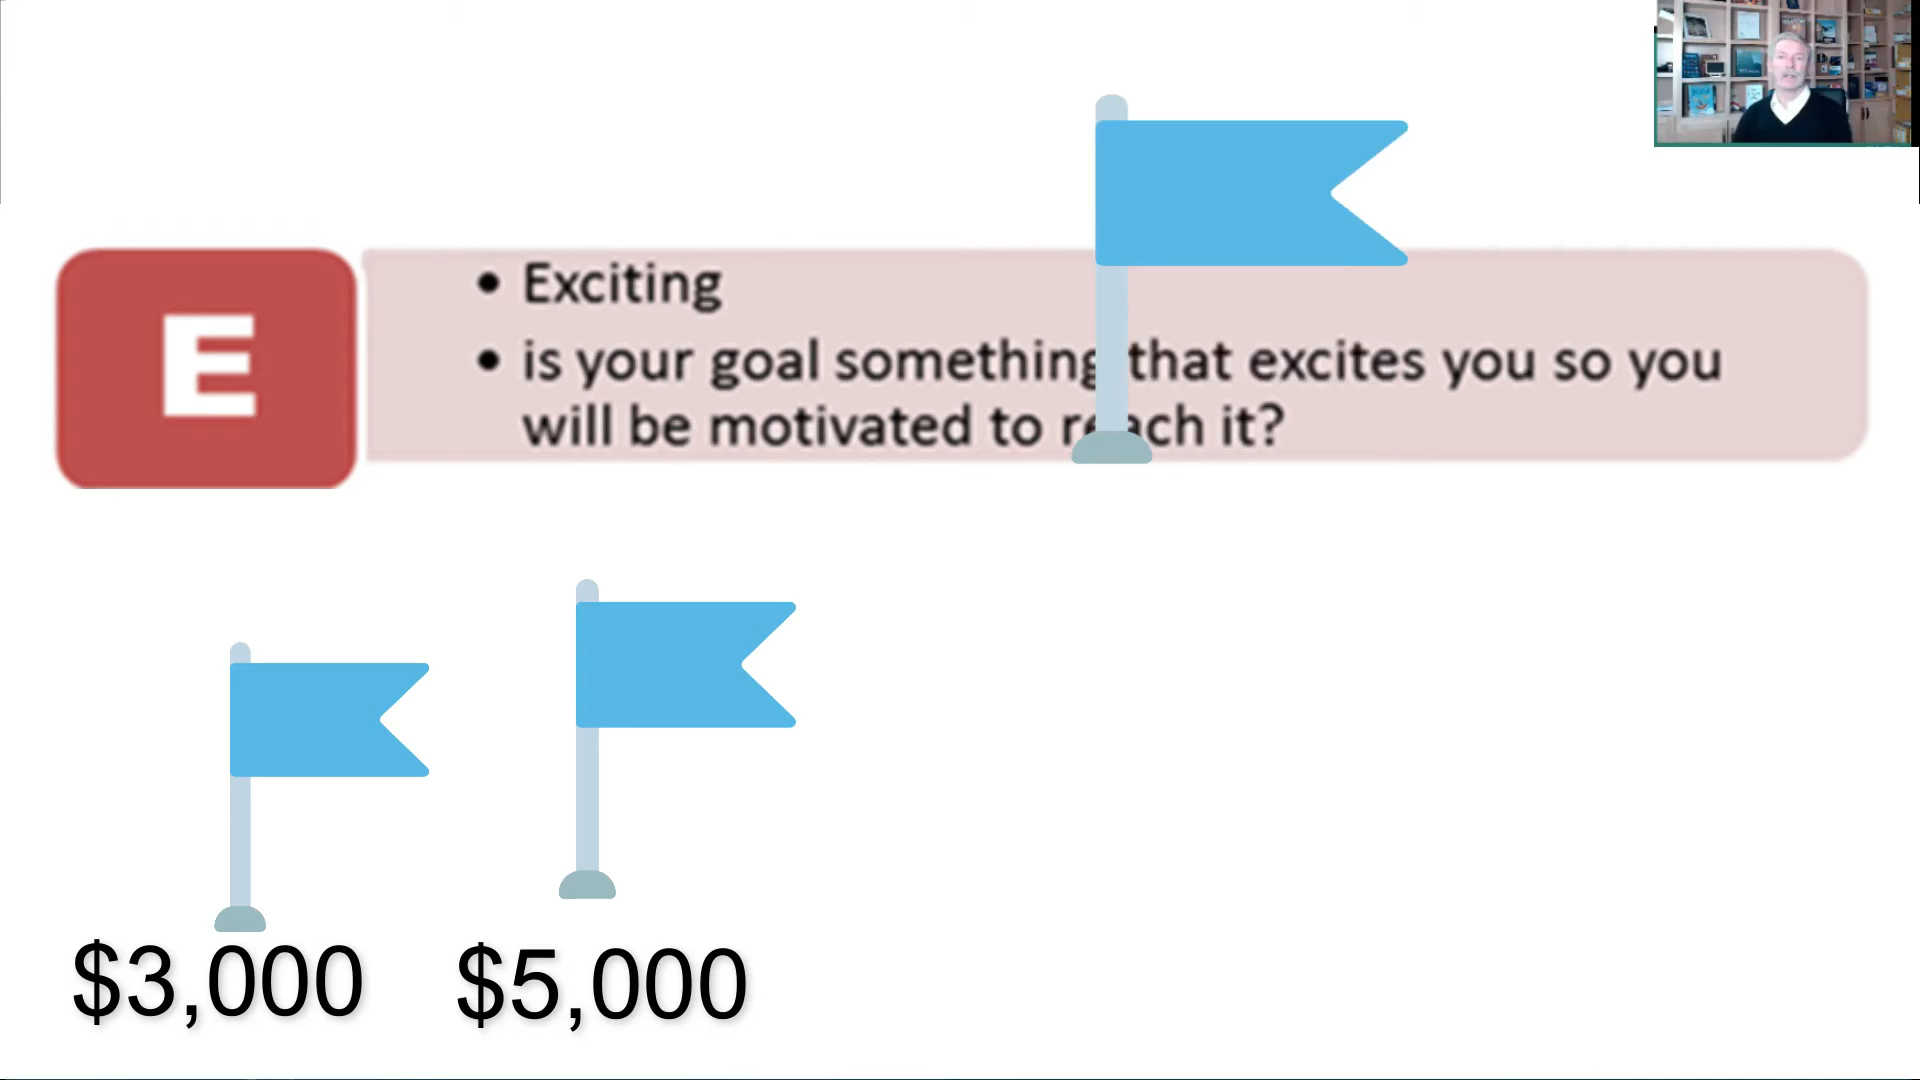 E
• Exciting
• is your goal something that excites you so you
will be motivated to reach it?
$3,000 $5,000